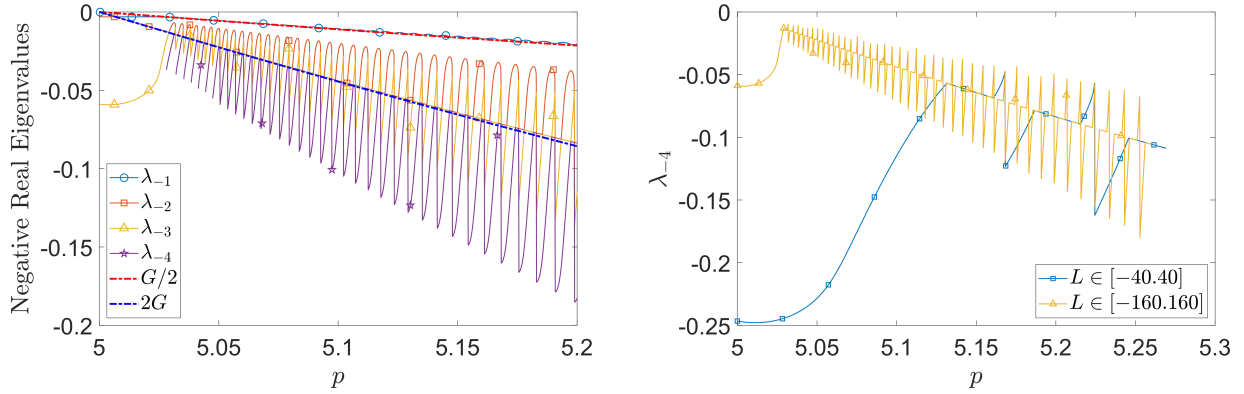 Negative Real Eigenvalues
0
-0.05
-0.1
-0.15
-0.2
5
5.05
5.1
5.15
5.2
p
λ₋₁
λ₋₂
λ₋₃
λ₋₄
G/2
2G
λ₋₄
0
-0.05
-0.1
-0.15
-0.2
-0.25
5
5.05
5.1
5.15
5.2
5.25
5.3
p
L ∈ [−40.40]
L ∈ [−160.160]